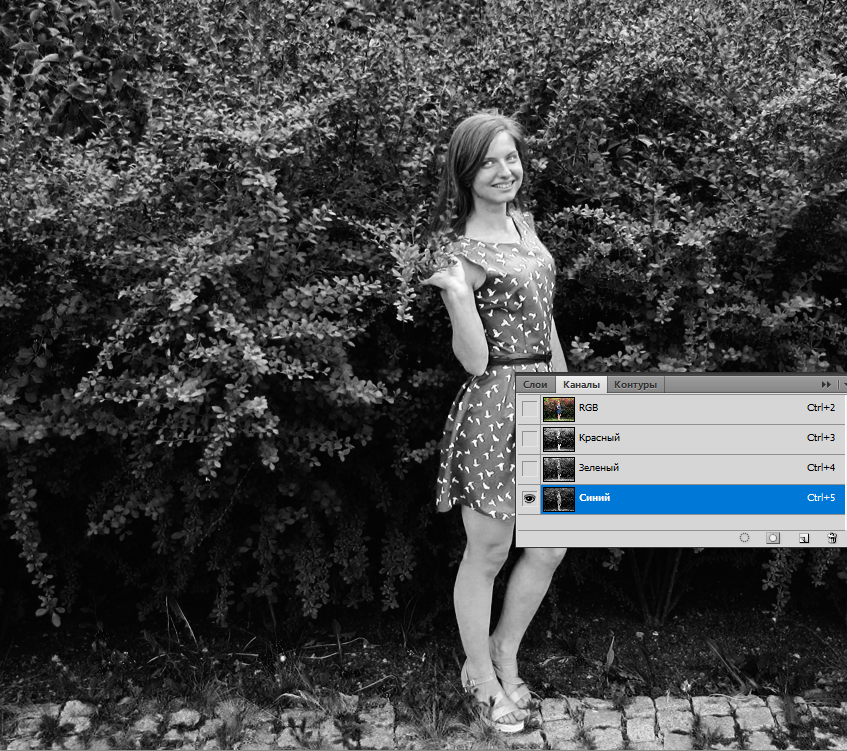 Слои Каналы Контуры
RGB Ctrl+2
Красный Ctrl+3
Зеленый Ctrl+4
Синий Ctrl+5